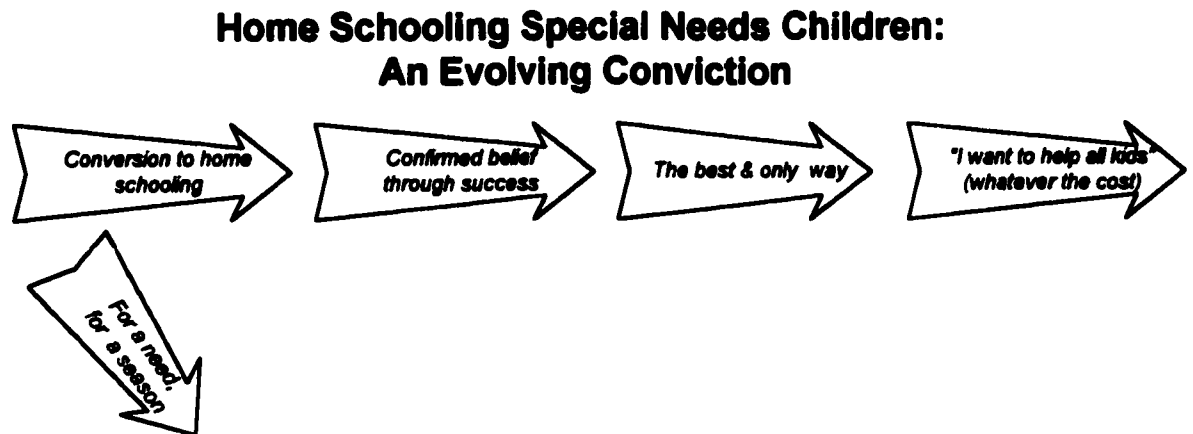 Home Schooling Special Needs Children:
An Evolving Conviction
Conversion to home
schooling
Confirmed belief
through success
The best & only way
"I want to help all kids"
(whatever the cost)
For a need,
for a season